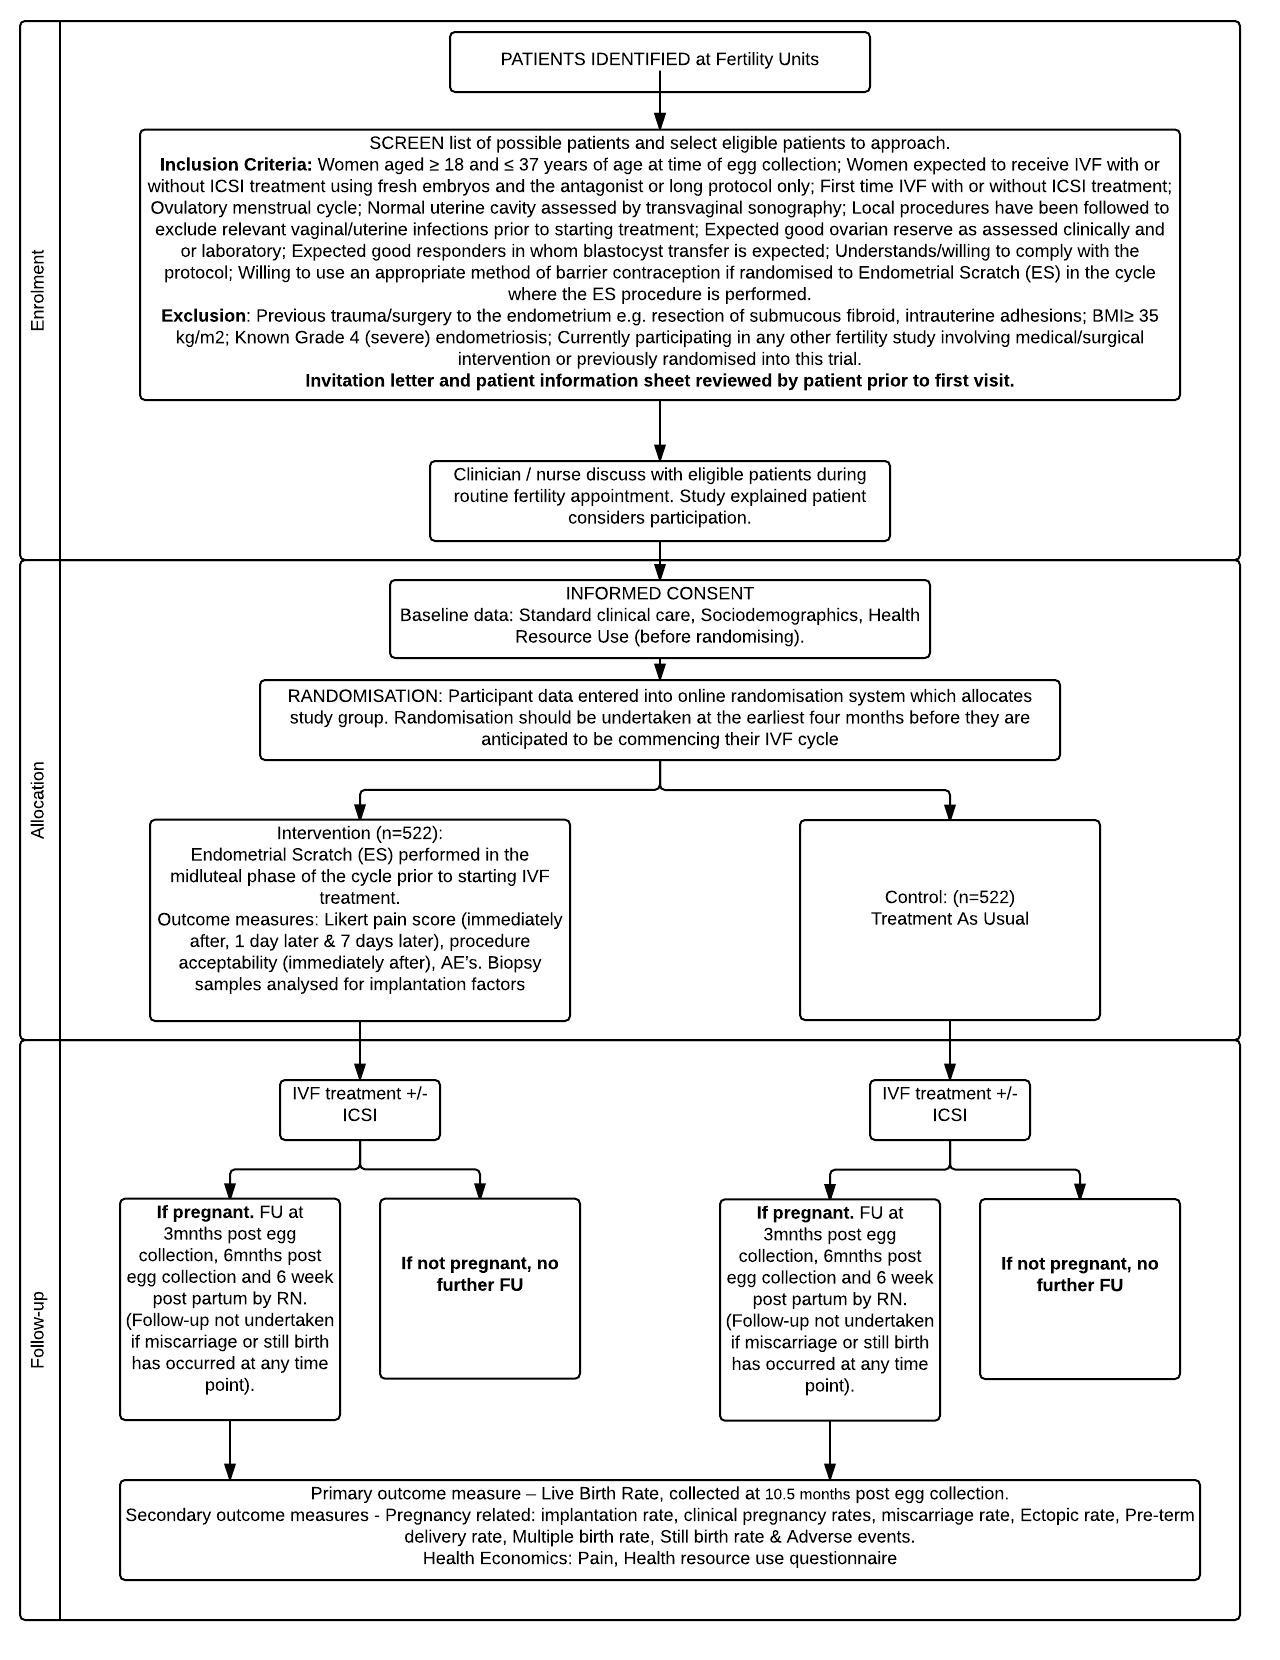 PATIENTS IDENTIFIED at Fertility Units
Enrolment
SCREEN list of possible patients and select eligible patients to approach.
Inclusion Criteria: Women aged ≥ 18 and ≤ 37 years of age at time of egg collection; Women expected to receive IVF with or
without ICSI treatment using fresh embryos and the antagonist or long protocol only; First time IVF with or without ICSI treatment;
Ovulatory menstrual cycle; Normal uterine cavity assessed by transvaginal sonography; Local procedures have been followed to
exclude relevant vaginal/uterine infections prior to starting treatment; Expected good ovarian reserve as assessed clinically and
or laboratory; Expected good responders in whom blastocyst transfer is expected; Understands/willing to comply with the
protocol; Willing to use an appropriate method of barrier contraception if randomised to Endometrial Scratch (ES) in the cycle
where the ES procedure is performed.
Exclusion: Previous trauma/surgery to the endometrium e.g. resection of submucous fibroid, intrauterine adhesions; BMI≥ 35
kg/m2; Known Grade 4 (severe) endometriosis; Currently participating in any other fertility study involving medical/surgical
intervention or previously randomised into this trial.
Invitation letter and patient information sheet reviewed by patient prior to first visit.
Clinician / nurse discuss with eligible patients during
routine fertility appointment. Study explained patient
considers participation.
Allocation
INFORMED CONSENT
Baseline data: Standard clinical care, Sociodemographics, Health
Resource Use (before randomising).
RANDOMISATION: Participant data entered into online randomisation system which allocates
study group. Randomisation should be undertaken at the earliest four months before they are
anticipated to be commencing their IVF cycle
Intervention (n=522):
Endometrial Scratch (ES) performed in the
midluteal phase of the cycle prior to starting IVF
treatment.
Outcome measures: Likert pain score (immediately
after, 1 day later & 7 days later), procedure
acceptability (immediately after), AE's. Biopsy
samples analysed for implantation factors
Control: (n=522)
Treatment As Usual
Follow-up
IVF treatment +/-
ICSI
IVF treatment +/-
ICSI
If pregnant. FU at
3mnths post egg
collection, 6mnths post
egg collection and 6 week
post partum by RN.
(Follow-up not undertaken
if miscarriage or still birth
has occurred at any time
point).
If not pregnant, no
further FU
If pregnant. FU at
3mnths post egg
collection, 6mnths post
egg collection and 6 week
post partum by RN.
(Follow-up not undertaken
if miscarriage or still birth
has occurred at any time
point).
If not pregnant, no
further FU
Primary outcome measure – Live Birth Rate, collected at 10.5 months post egg collection.
Secondary outcome measures - Pregnancy related: implantation rate, clinical pregnancy rates, miscarriage rate, Ectopic rate, Pre-term
delivery rate, Multiple birth rate, Still birth rate & Adverse events.
Health Economics: Pain, Health resource use questionnaire